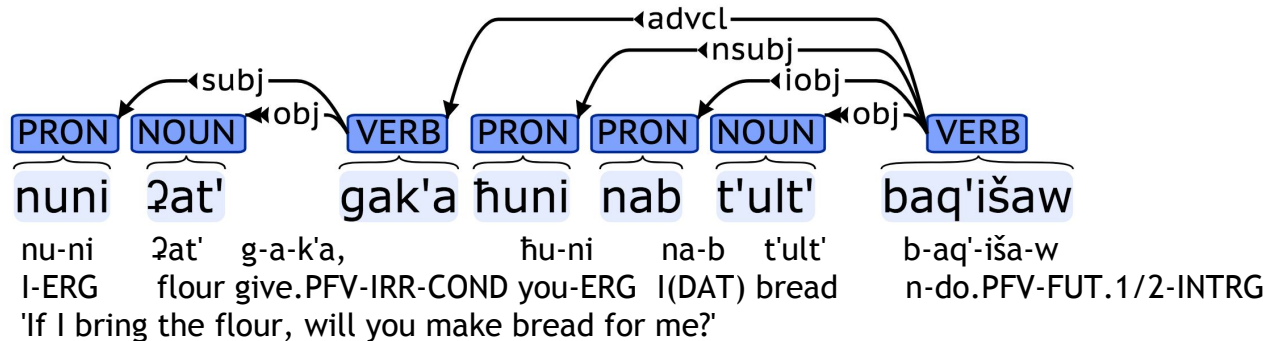 advcl
nsubj
subj iobj
obj obj
PRON NOUN VERB PRON PRON NOUN VERB
nuni ʡat' gak'a ħuni nab t'ult' baq'išaw
nu-ni ʡat' g-a-k'a, ħu-ni na-b t'ult' b-aq'-iša-w
I-ERG flour give.PFV-IRR-COND you-ERG I(DAT) bread n-do.PFV-FUT.1/2-INTRG
'If I bring the flour, will you make bread for me?'